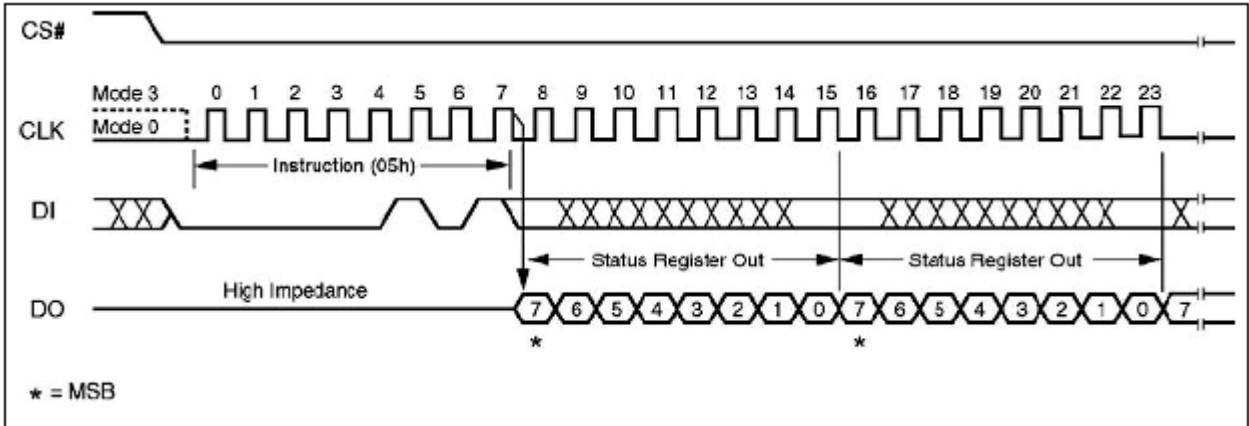 CS#
Mode 3 0 1 2 3 4 5 6 7 8 9 10 11 12 13 14 15 16 17 18 19 20 21 22 23
CLK Mode 0
Instruction (05h)
DI
Status Register Out Status Register Out
High Impedance
DO 7 6 5 4 3 2 1 0 7 6 5 4 3 2 1 0 7
* *
* = MSB